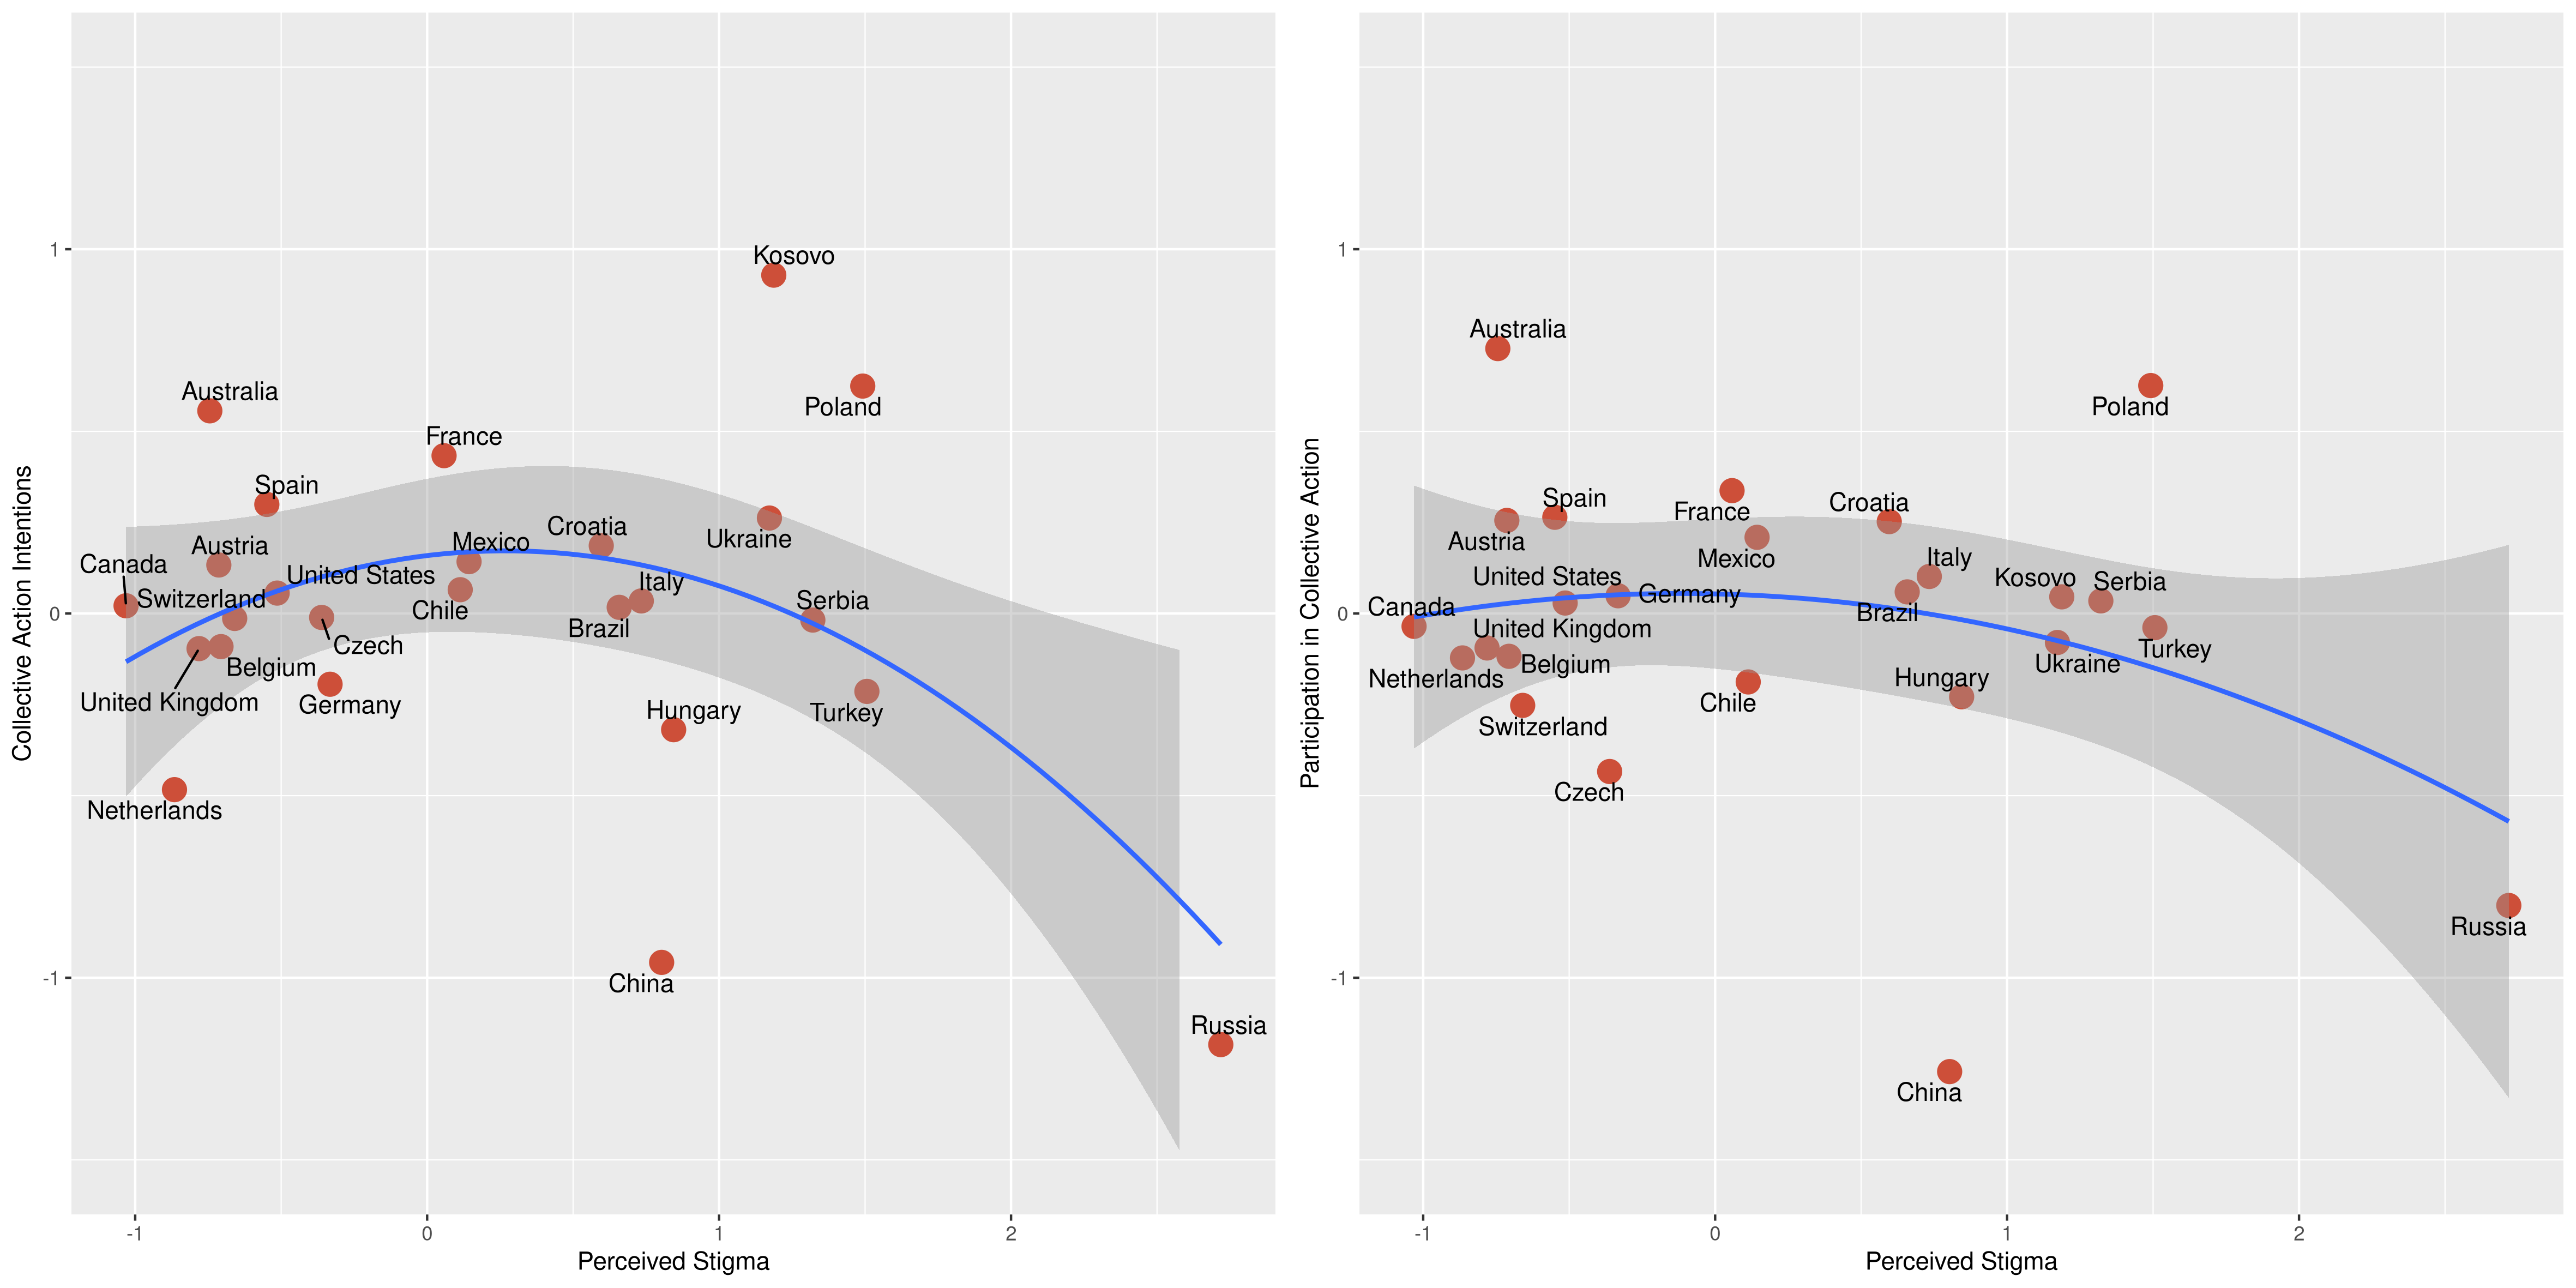 Collective Action Intentions
1
0
-1
Kosovo
Australia
Poland
France
Spain
Croatia
Ukraine
Mexico
Austria
Canada
United States
Italy
Switzerland
Chile
Serbia
Brazil
Czech
Belgium
United Kingdom
Germany
Hungary
Turkey
Netherlands
China
Russia
-1
0
1
2
Perceived Stigma
Participation in Collective Action
1
0
-1
Australia
Poland
Spain
Croatia
France
Austria
Mexico
Italy
United States
Kosovo
Serbia
Germany
Canada
Brazil
United Kingdom
Turkey
Belgium
Ukraine
Netherlands
Hungary
Chile
Switzerland
Czech
Russia
China
-1
0
1
2
Perceived Stigma